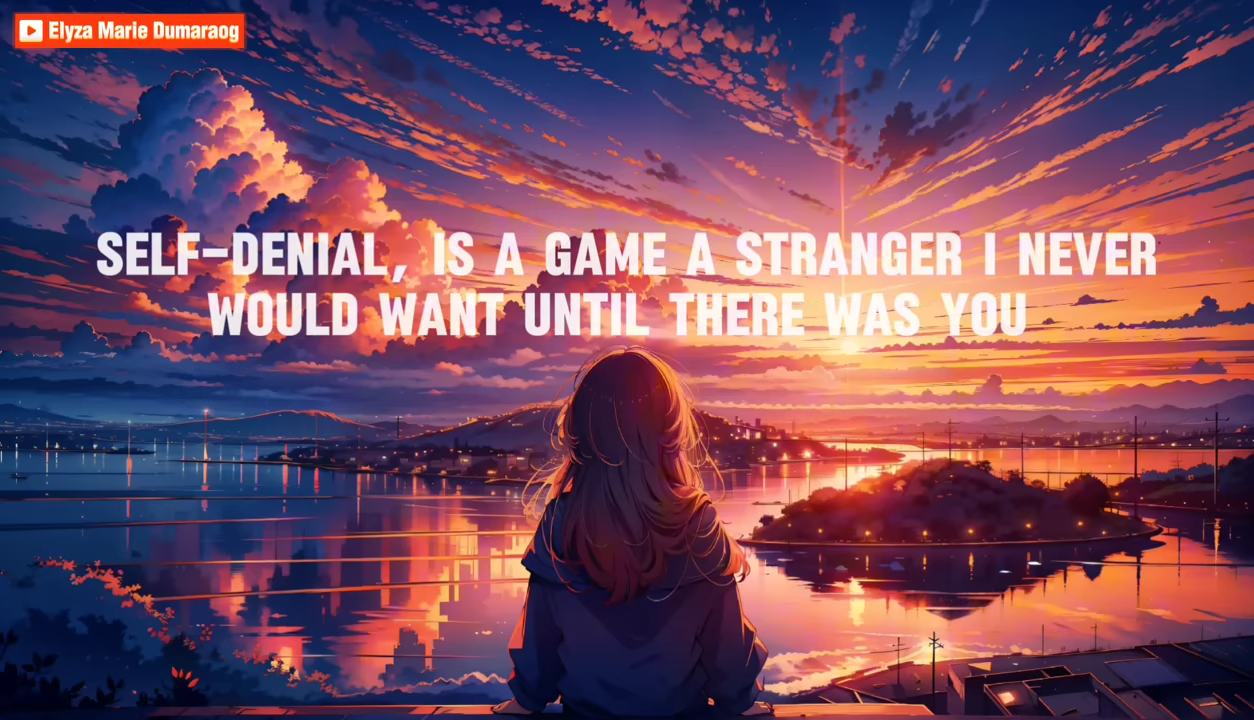 Elyza Marie Dumaraog
SELF-DENIAL, IS A GAME A STRANGER I NEVER
WOULD WANT UNTIL THERE WAS YOU